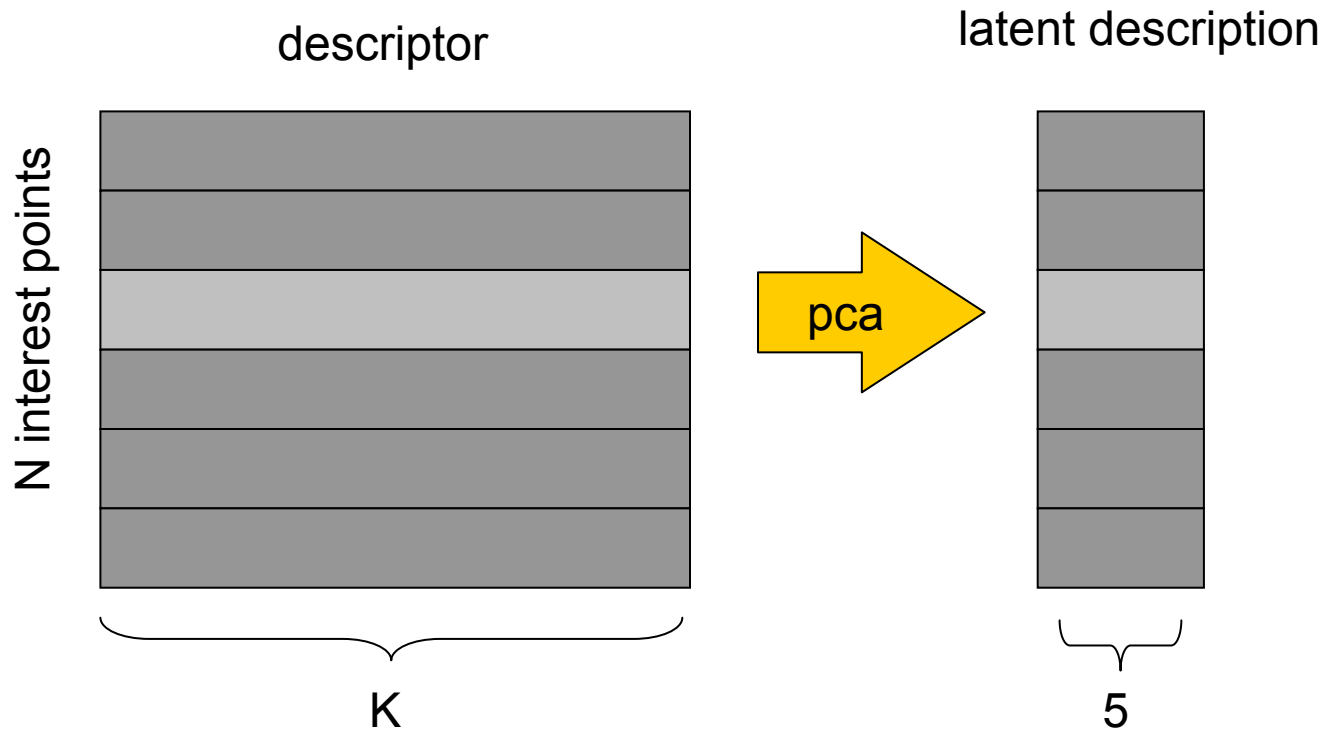 descriptor
latent description
N interest points
pca
K
5